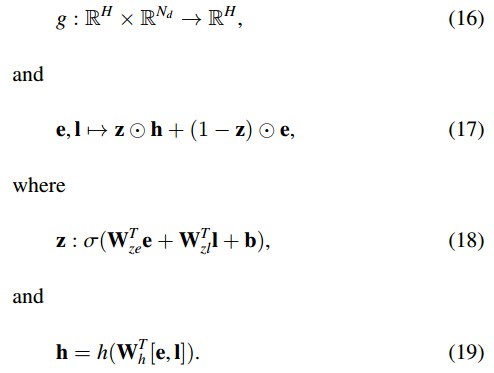 g : ℝ^H × ℝ^{N_d} → ℝ^H, (16)
and
e, l ↦ z ⊙ h + (1 − z) ⊙ e, (17)
where
z : σ(W_{ze}^T e + W_{zl}^T l + b), (18)
and
h = h(W_h^T [e, l]). (19)